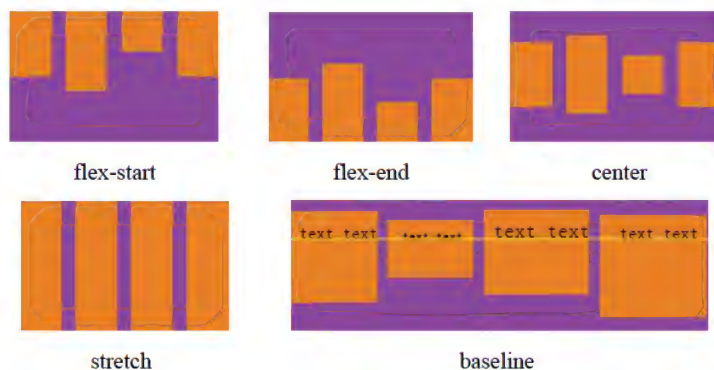 flex-start
flex-end
center
text text
text text
text text
text text
stretch
baseline